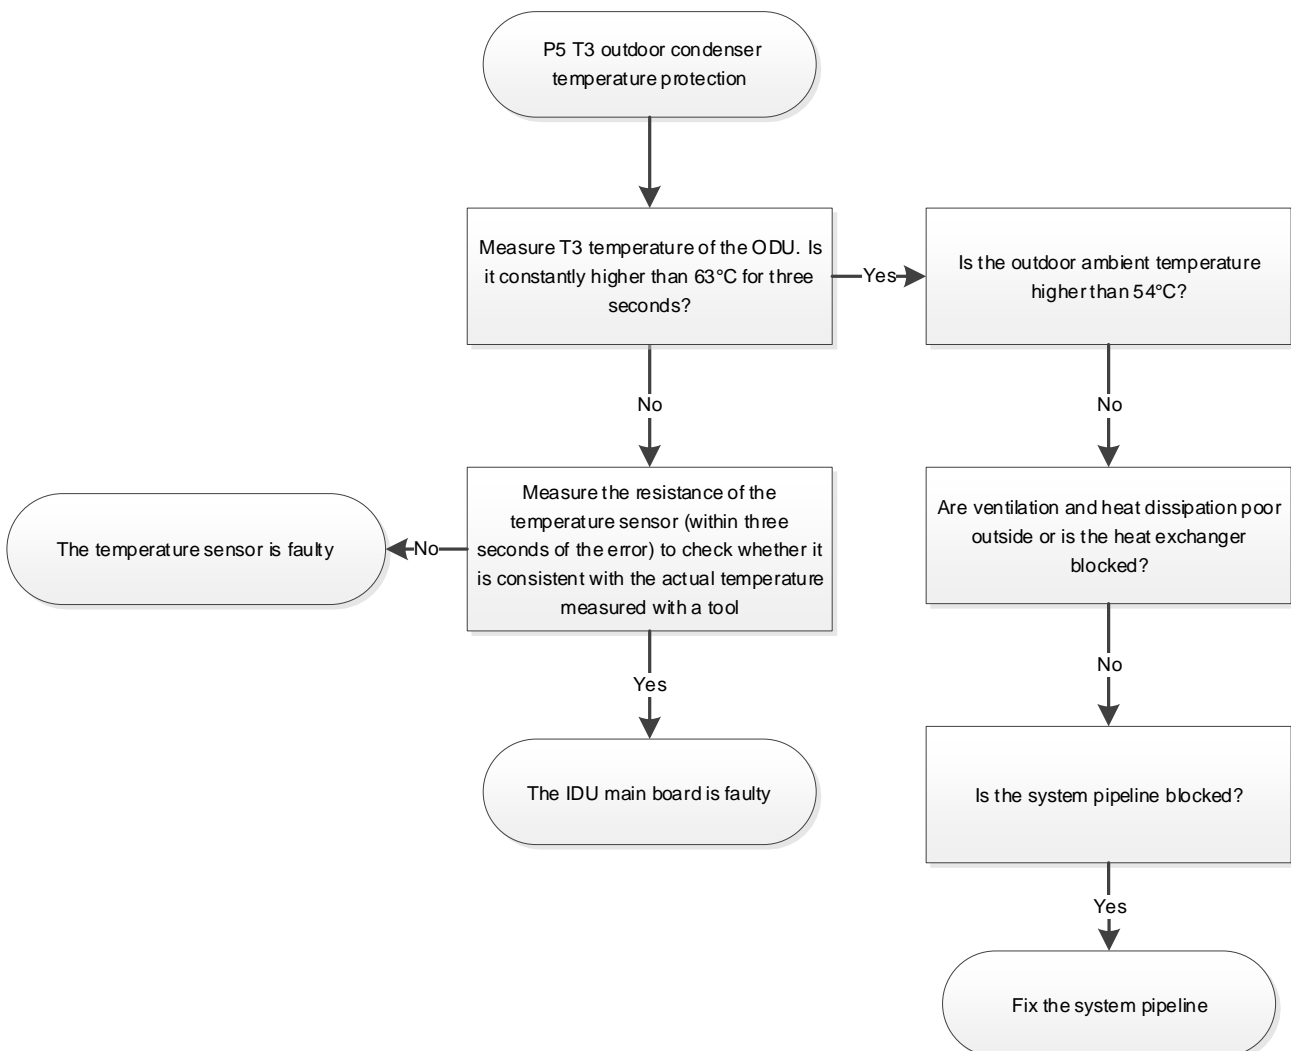 P5 T3 outdoor condenser
temperature protection
Measure T3 temperature of the ODU. Is
it constantly higher than 63°C for three
seconds?
Yes
Is the outdoor ambient temperature
higher than 54°C?
No
No
Measure the resistance of the
temperature sensor (within three
seconds of the error) to check whether it
is consistent with the actual temperature
measured with a tool
No
The temperature sensor is faulty
Are ventilation and heat dissipation poor
outside or is the heat exchanger
blocked?
Yes
No
The IDU main board is faulty
Is the system pipeline blocked?
Yes
Fix the system pipeline